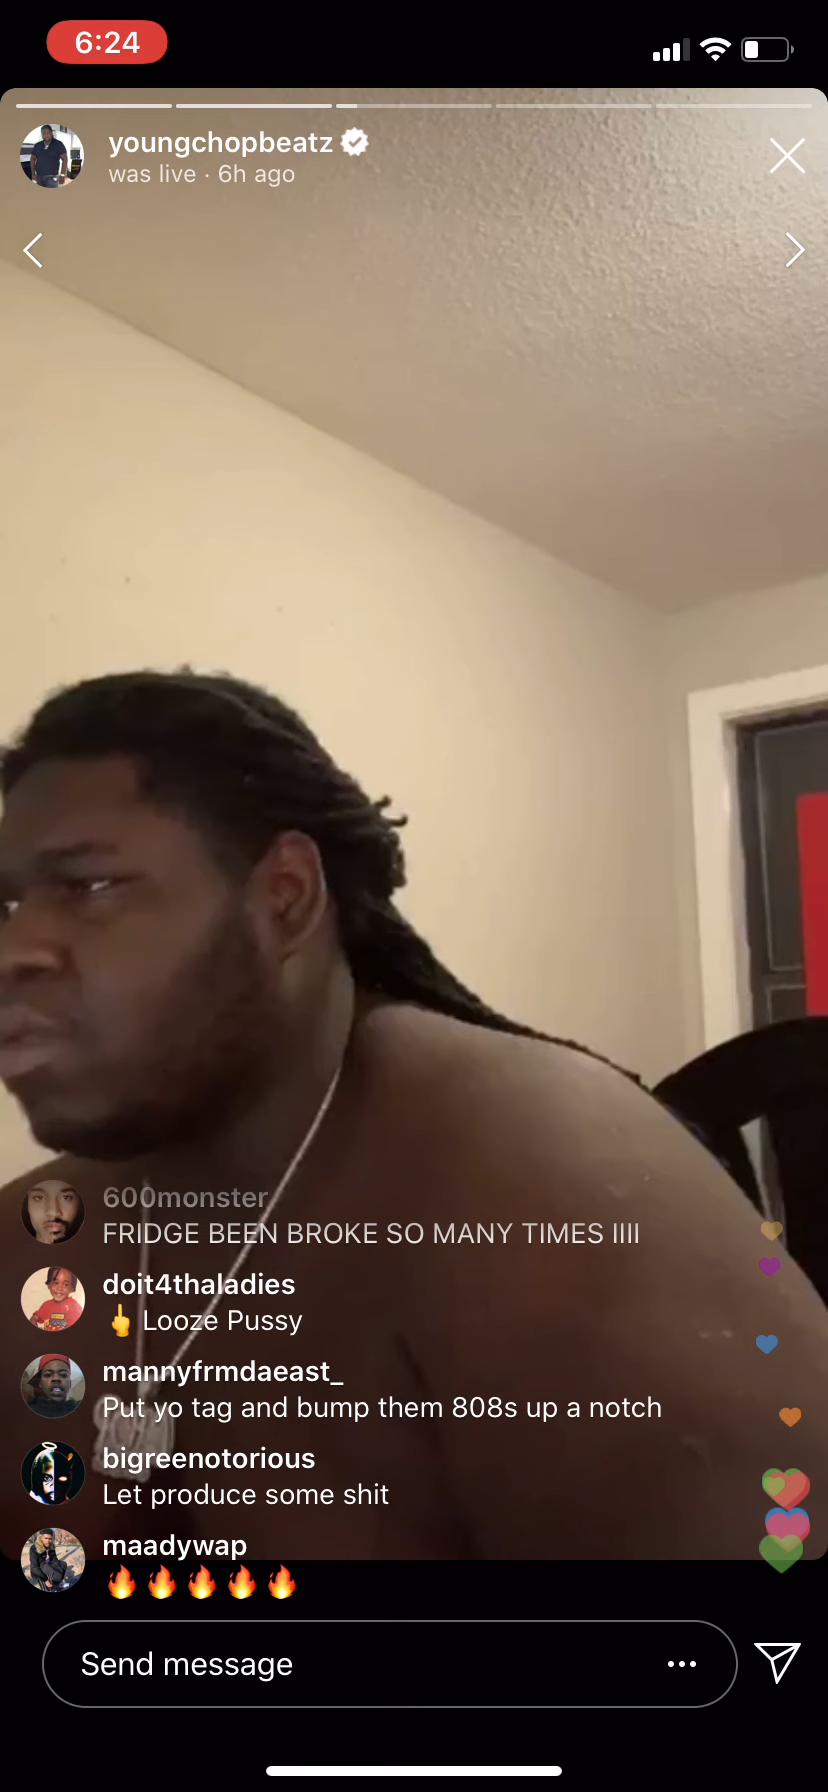 6:24
youngchopbeatz
was live · 6h ago
600monster
FRIDGE BEEN BROKE SO MANY TIMES IIII
doit4thaladies
🖕 Looze Pussy
mannyfrmdaeast_
Put yo tag and bump them 808s up a notch
bigreenotorious
Let produce some shit
maadywap
🔥🔥🔥🔥🔥
Send message